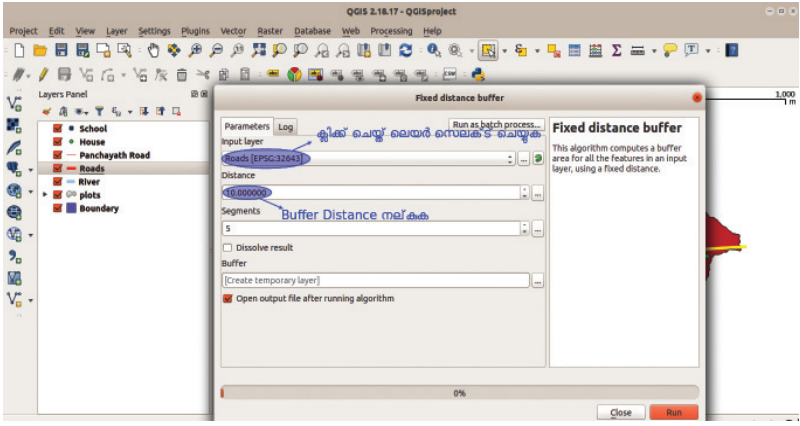 QGIS 2.18.17 - QGISproject
Project Edit View Layer Settings Plugins Vector Raster Database Web Processing Help
Layers Panel
School
House
Panchayath Road
Roads
River
plots
Boundary
Fixed distance buffer
Parameters Log
Run as batch process...
ക്ലിക്ക് ചെയ്ത് ലെയർ സെലക്ട് ചെയ്യുക
Input layer
Roads [EPSG:32643]
Distance
10.000000
Segments
Buffer Distance നല്കുക
5
Dissolve result
Buffer
[Create temporary layer]
Open output file after running algorithm
Fixed distance buffer
This algorithm computes a buffer
area for all the features in an input
layer, using a fixed distance.
0%
Close Run
1,000
1 m